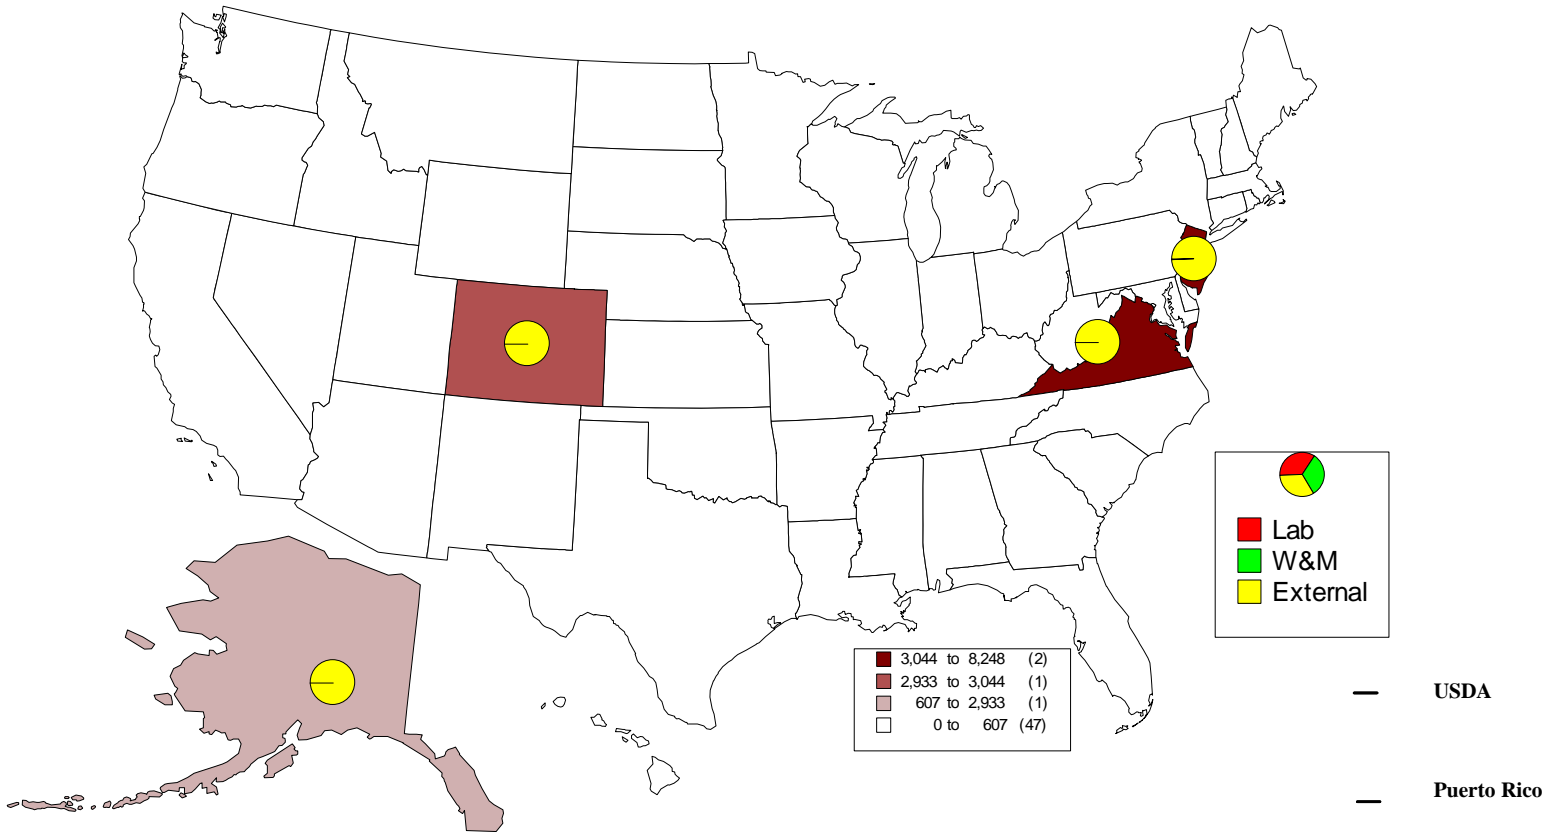 Lab
W&M
External
3,044 to 8,248 (2)
2,933 to 3,044 (1)
607 to 2,933 (1)
0 to 607 (47)
USDA
Puerto Rico